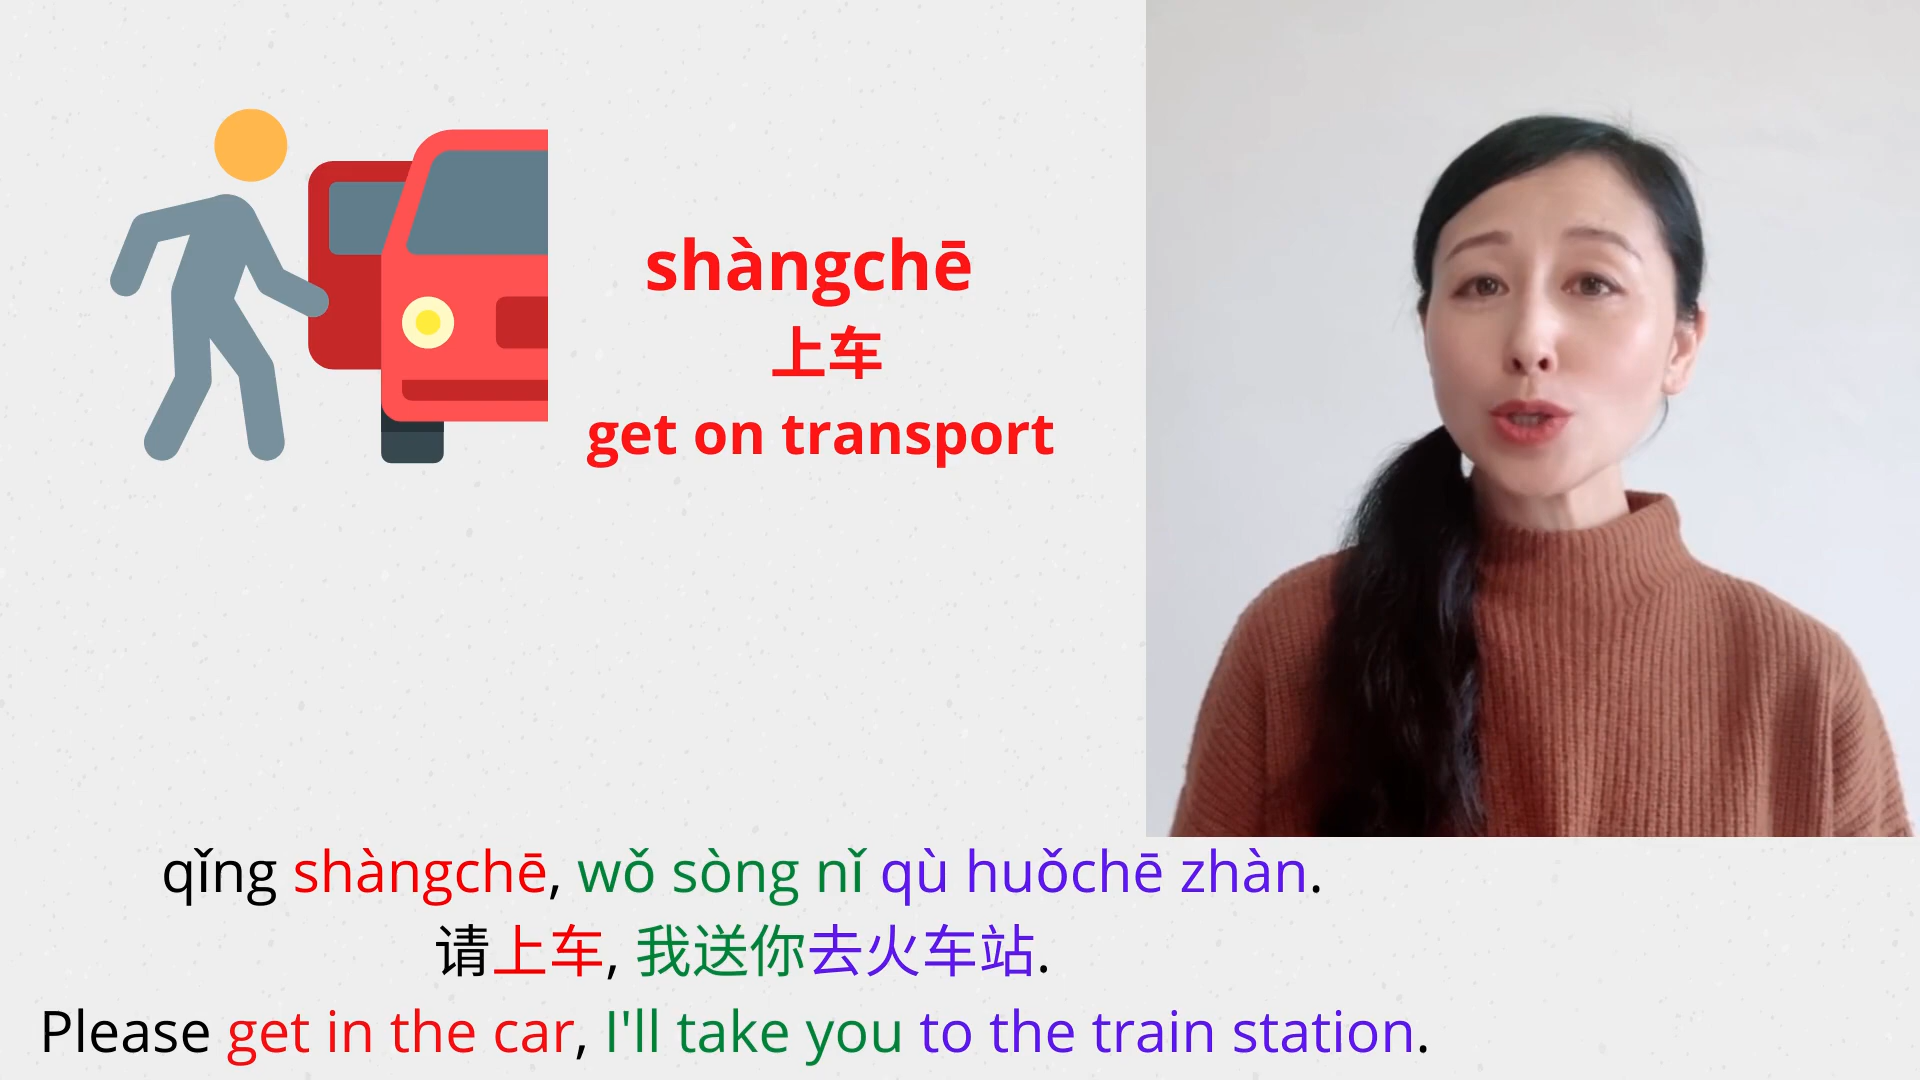 shàngchē
上车
get on transport
qǐng shàngchē, wǒ sòng nǐ qù huǒchē zhàn.
请上车, 我送你去火车站.
Please get in the car, I'll take you to the train station.